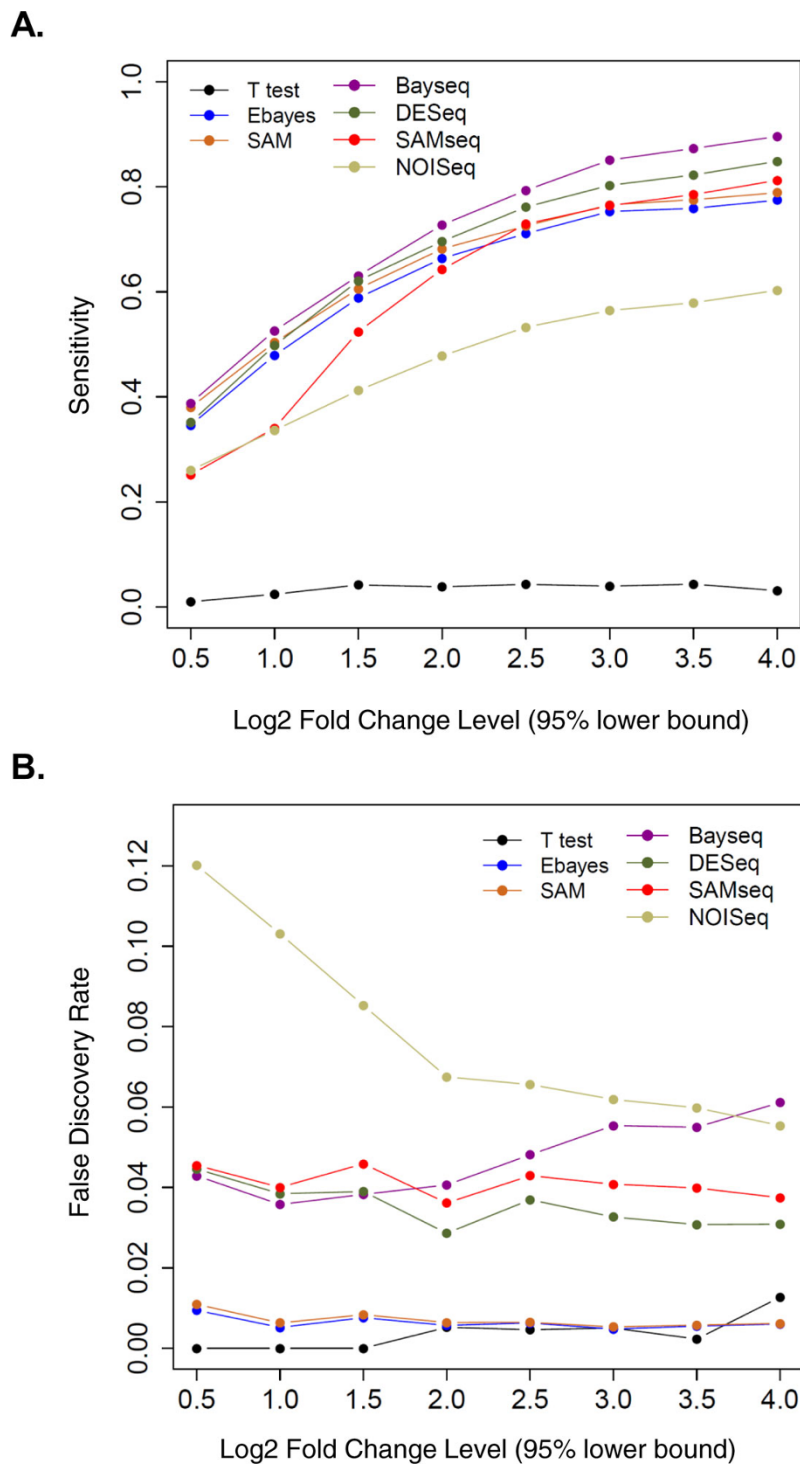 A.
1.0
0.8
0.6
0.4
0.2
0.0
Sensitivity
T test
Ebayes
SAM
Bayseq
DESeq
SAMseq
NOISeq
0.5 1.0 1.5 2.0 2.5 3.0 3.5 4.0
Log2 Fold Change Level (95% lower bound)
B.
0.12
0.10
0.08
0.06
0.04
0.02
0.00
False Discovery Rate
T test
Ebayes
SAM
Bayseq
DESeq
SAMseq
NOISeq
0.5 1.0 1.5 2.0 2.5 3.0 3.5 4.0
Log2 Fold Change Level (95% lower bound)